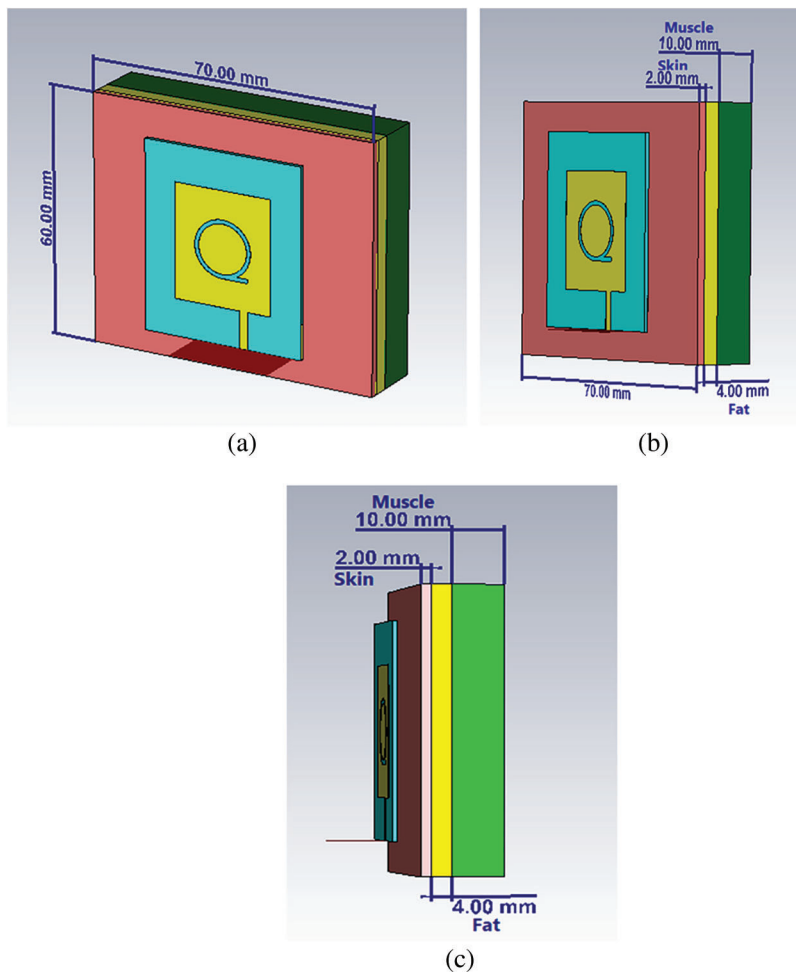 70.00 mm
60.00 mm
(a)
Muscle
10.00 mm
Skin
2.00 mm
70.00 mm
4.00 mm
Fat
(b)
Muscle
10.00 mm
2.00 mm
Skin
4.00 mm
Fat
(c)